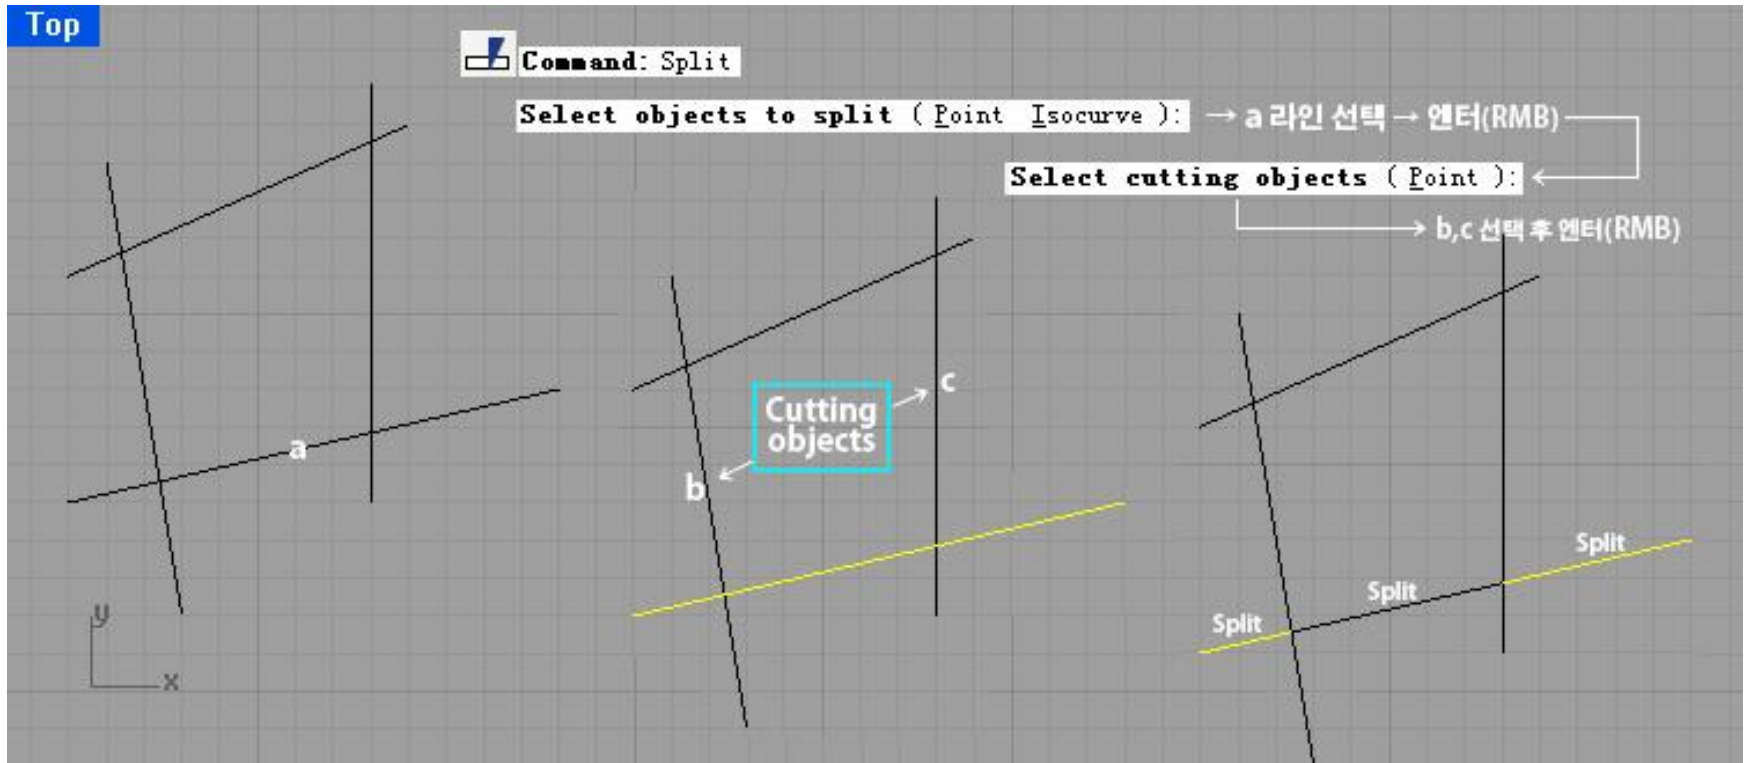 Top
Command: Split
Select objects to split ( Point Isocurve ): → a 라인 선택 → 엔터(RMB)
Select cutting objects ( Point ):
b,c 선택 후 엔터(RMB)
a
Cutting
objects
c
b
Split
Split
Split
y
x